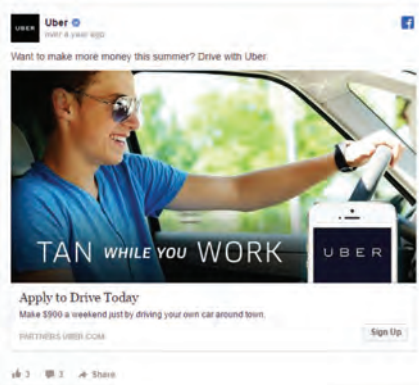 UBER
Uber
over a year ago
Want to make more money this summer? Drive with Uber.
TAN WHILE YOU WORK
UBER
Apply to Drive Today
Make $900 a weekend just by driving your own car around town.
PARTNERS.UBER.COM
Sign Up
3 3 Share